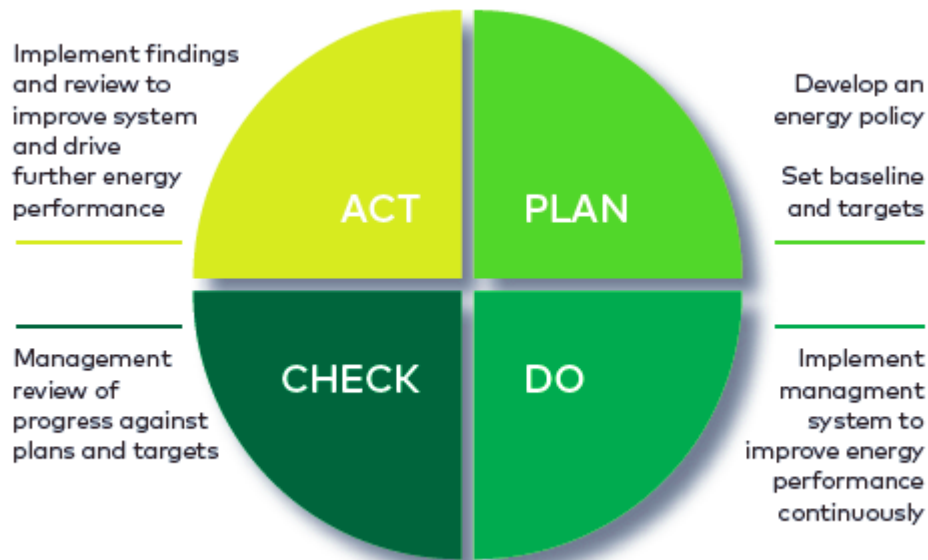 Implement findings
and review to
improve system
and drive
further energy
performance
ACT
PLAN
Develop an
energy policy
Set baseline
and targets
Management
review of
progress against
plans and targets
CHECK
DO
Implement
managment
system to
improve energy
performance
continuously